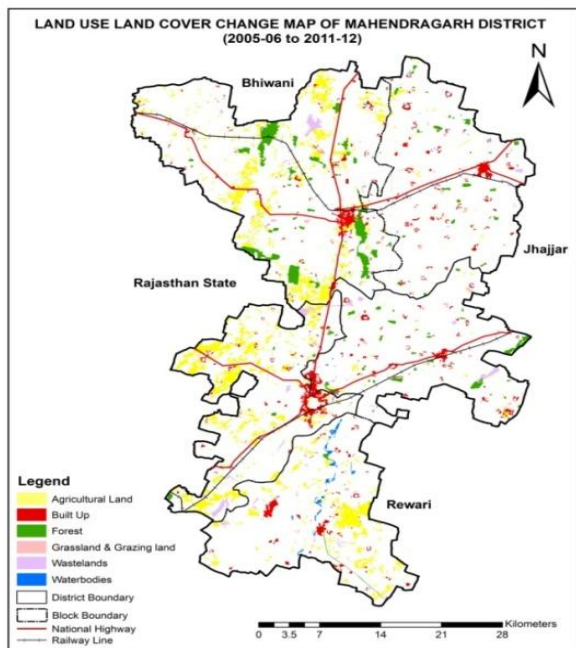 LAND USE LAND COVER CHANGE MAP OF MAHENDRAGARH DISTRICT
(2005-06 to 2011-12)
N
Bhiwani
Jhajjar
Rajasthan State
Rewari
Legend
Agricultural Land
Built Up
Forest
Grassland & Grazing land
Wastelands
Waterbodies
District Boundary
Block Boundary
National Highway
Railway Line
Kilometers
0 3.5 7 14 21 28